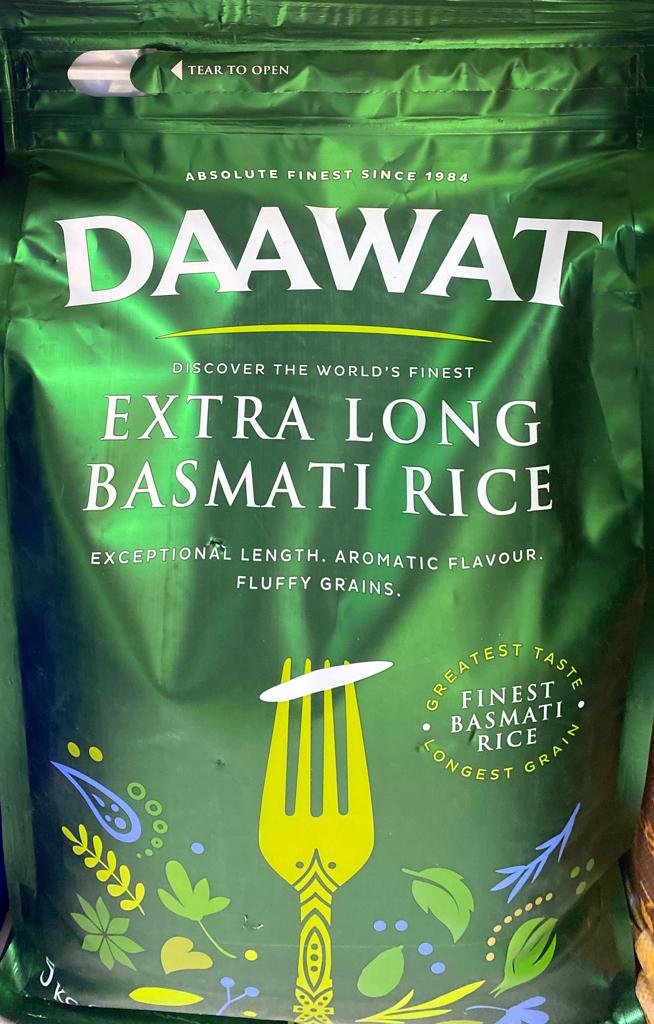 TEAR TO OPEN
ABSOLUTE FINEST SINCE 1984
DAAWAT
DISCOVER THE WORLD'S FINEST
EXTRA LONG
BASMATI RICE
EXCEPTIONAL LENGTH. AROMATIC FLAVOUR.
FLUFFY GRAINS.
GREATEST TASTE
FINEST
BASMATI
RICE
LONGEST GRAIN